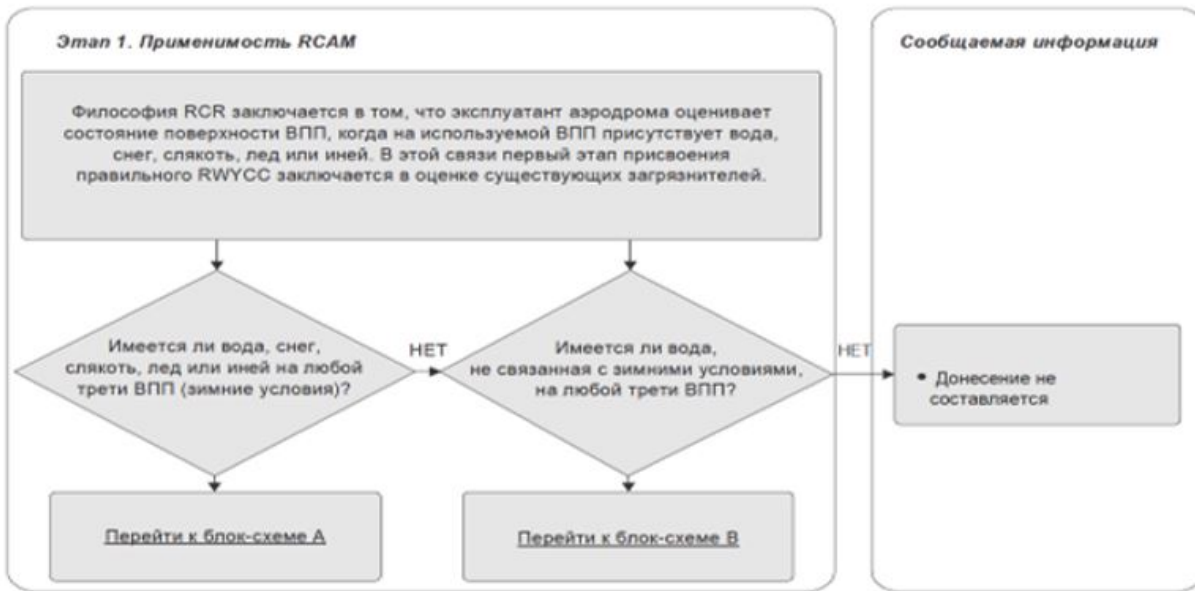 Этап 1. Применимость RCAM
Сообщаемая информация
Философия RCR заключается в том, что эксплуатант аэродрома оценивает
состояние поверхности ВПП, когда на используемой ВПП присутствует вода,
снег, слякоть, лед или иней. В этой связи первый этап присвоения
правильного RWYCC заключается в оценке существующих загрязнителей.
Имеется ли вода, снег,
слякоть, лед или иней на любой
трети ВПП (зимние условия)?
НЕТ
Имеется ли вода,
не связанная с зимними условиями,
на любой трети ВПП?
НЕТ
• Донесение не
составляется
Перейти к блок-схеме А
Перейти к блок-схеме В